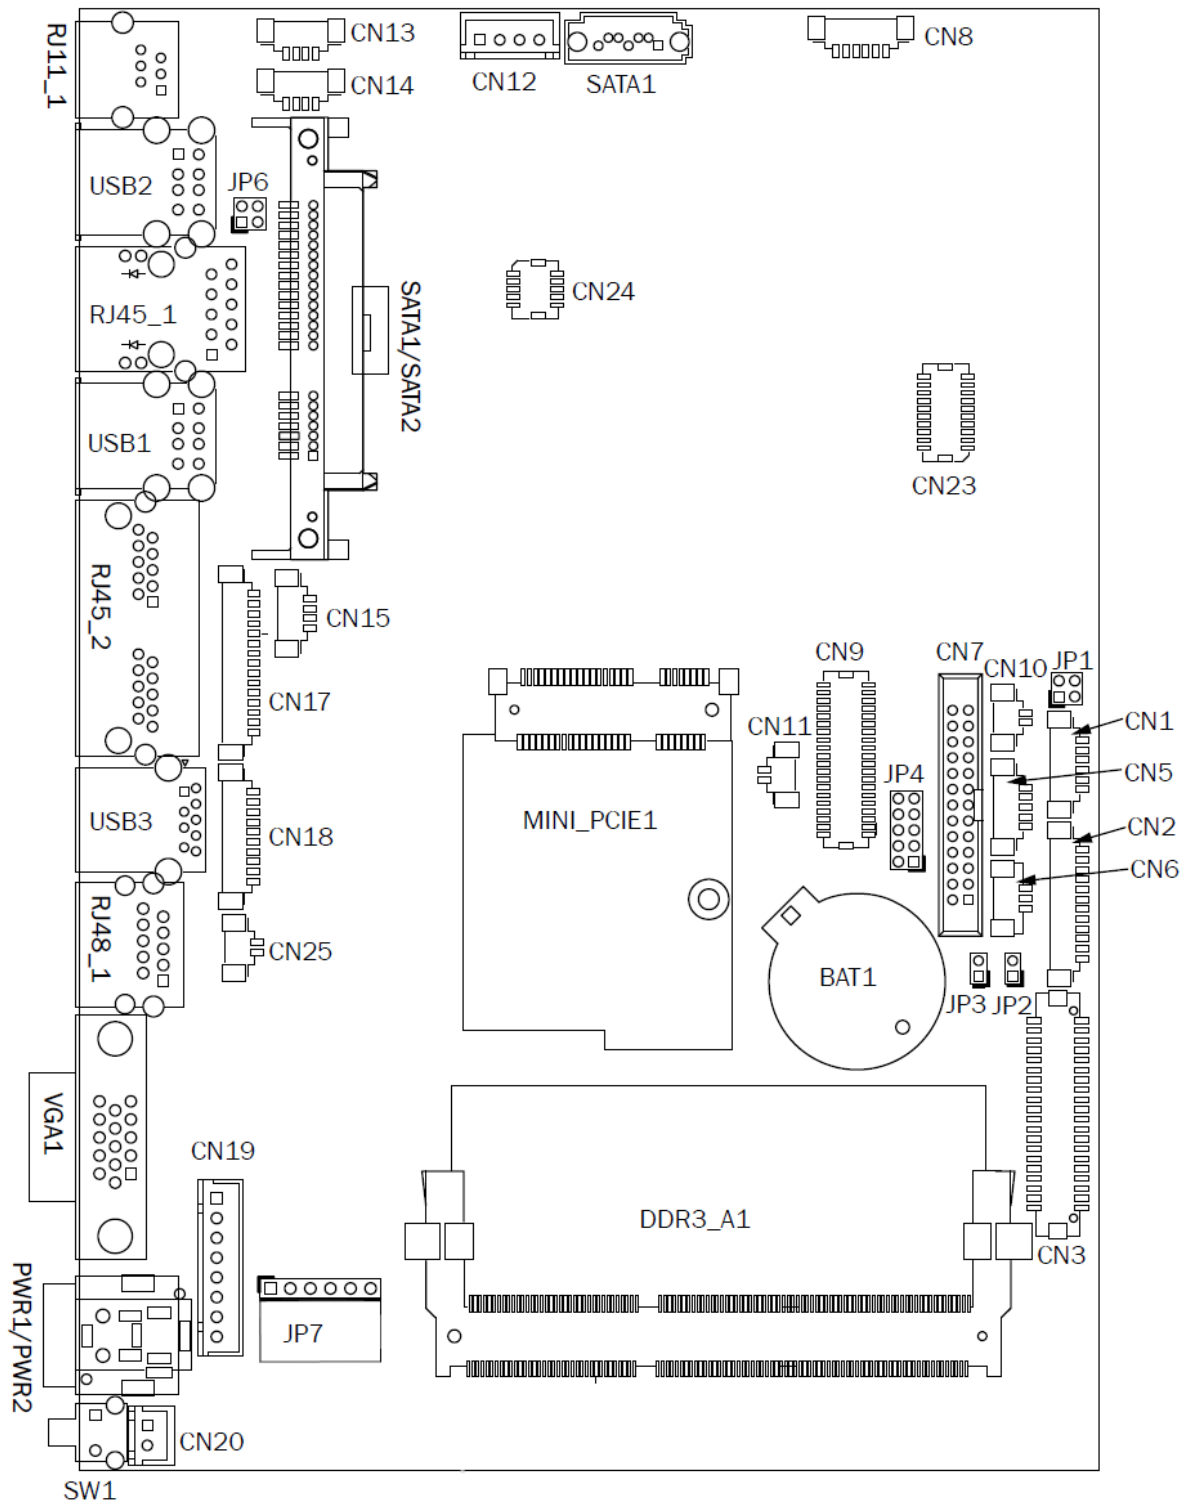 RJ11_1
CN13
CN14
CN12
SATA1
CN8
USB2
JP6
RJ45_1
SATA1/SATA2
CN24
USB1
CN23
RJ45_2
CN15
CN17
CN9
CN7
CN10
JP1
CN11
CN1
JP4
CN5
USB3
CN18
MINI_PCIE1
CN2
CN6
RJ48_1
CN25
BAT1
JP3
JP2
VGA1
CN19
DDR3_A1
CN3
PWR1/PWR2
JP7
CN20
SW1